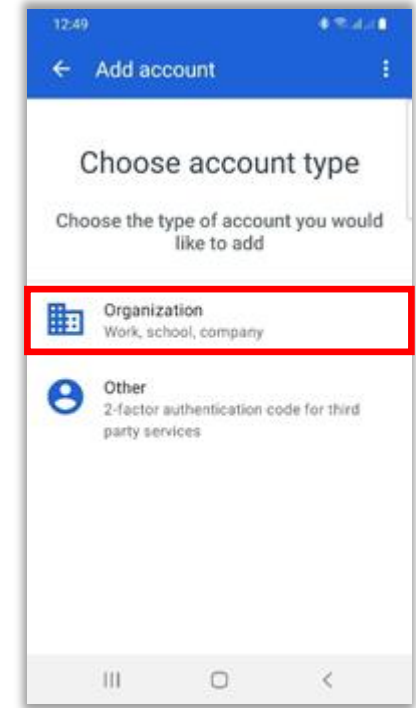 12:49
Add account
Choose account type
Choose the type of account you would
like to add
Organization
Work, school, company
Other
2-factor authentication code for third
party services